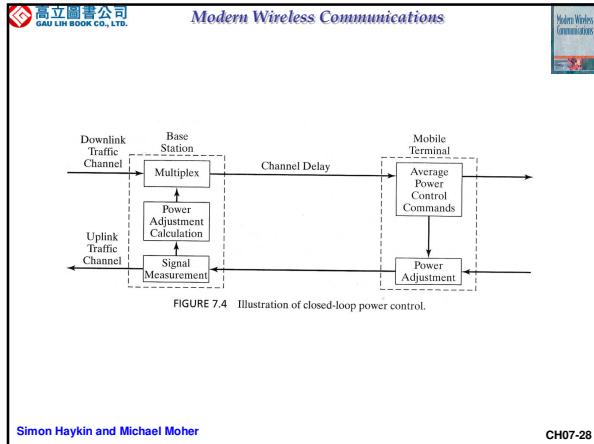 高立圖書公司
GAU LIH BOOK CO., LTD.
Modern Wireless Communications
Modern Wireless
Communications
Downlink
Traffic
Channel
Base
Station
Multiplex
Channel Delay
Mobile
Terminal
Average
Power
Control
Commands
Power
Adjustment
Calculation
Uplink
Traffic
Channel
Signal
Measurement
Power
Adjustment
FIGURE 7.4 Illustration of closed-loop power control.
Simon Haykin and Michael Moher
CH07-28